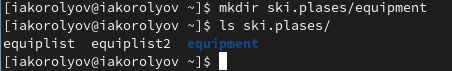 [iakorolyov@iakorolyov ~]$ mkdir ski.plases/equipment
[iakorolyov@iakorolyov ~]$ ls ski.plases/
equiplist  equiplist2  equipment
[iakorolyov@iakorolyov ~]$